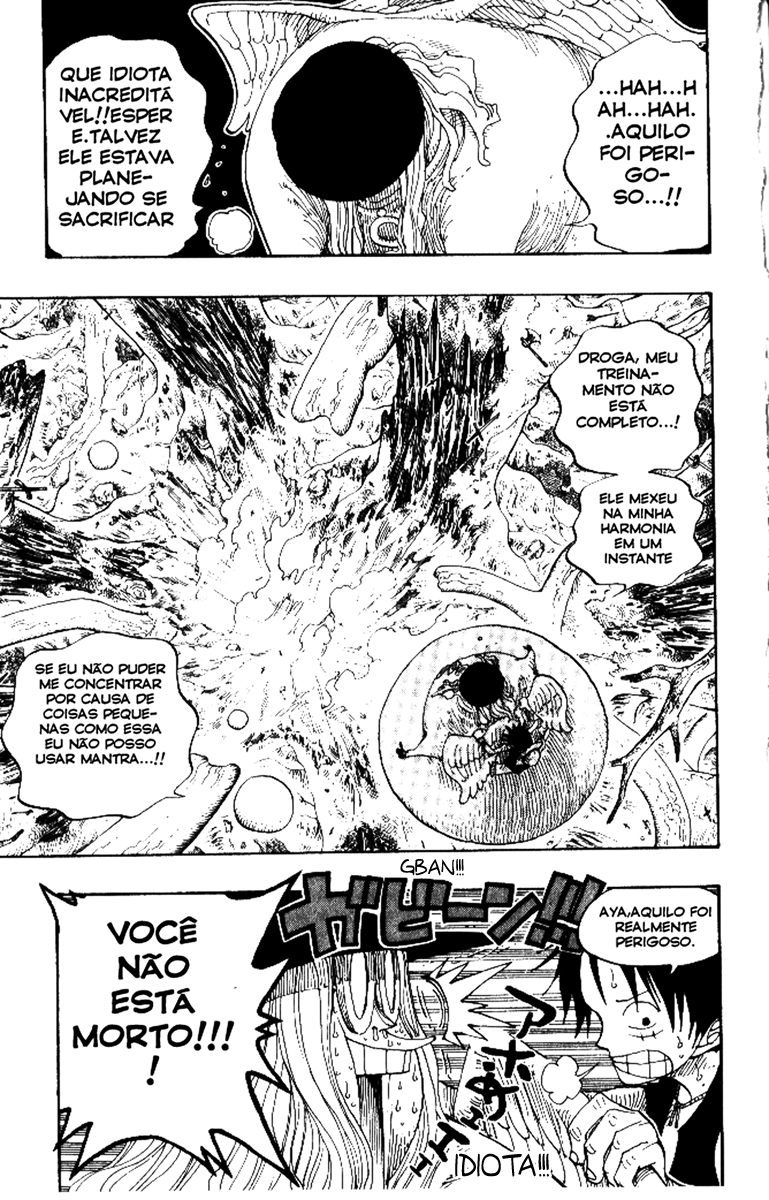 ...HAH...H
AH...HAH.
.AQUILO
FOI PERI-
GO-
SO...!!
QUE IDIOTA
INACREDITÁ
VEL!!ESPER
E.TALVEZ
ELE ESTAVA
PLANE-
JANDO SE
SACRIFICAR
DROGA, MEU
TREINA-
MENTO NÃO
ESTÁ
COMPLETO...!
ELE MEXEU
NA MINHA
HARMONIA
EM UM
INSTANTE
SE EU NÃO PUDER
ME CONCENTRAR
POR CAUSA DE
COISAS PEQUE-
NAS COMO ESSA
EU NÃO POSSO
USAR MANTRA...!!
GBAN!!!
ガビーン!!!
AYA,AQUILO FOI
REALMENTE
PERIGOSO.
VOCÊ
NÃO
ESTÁ
MORTO!!!
!
アホが
IDIOTA!!!